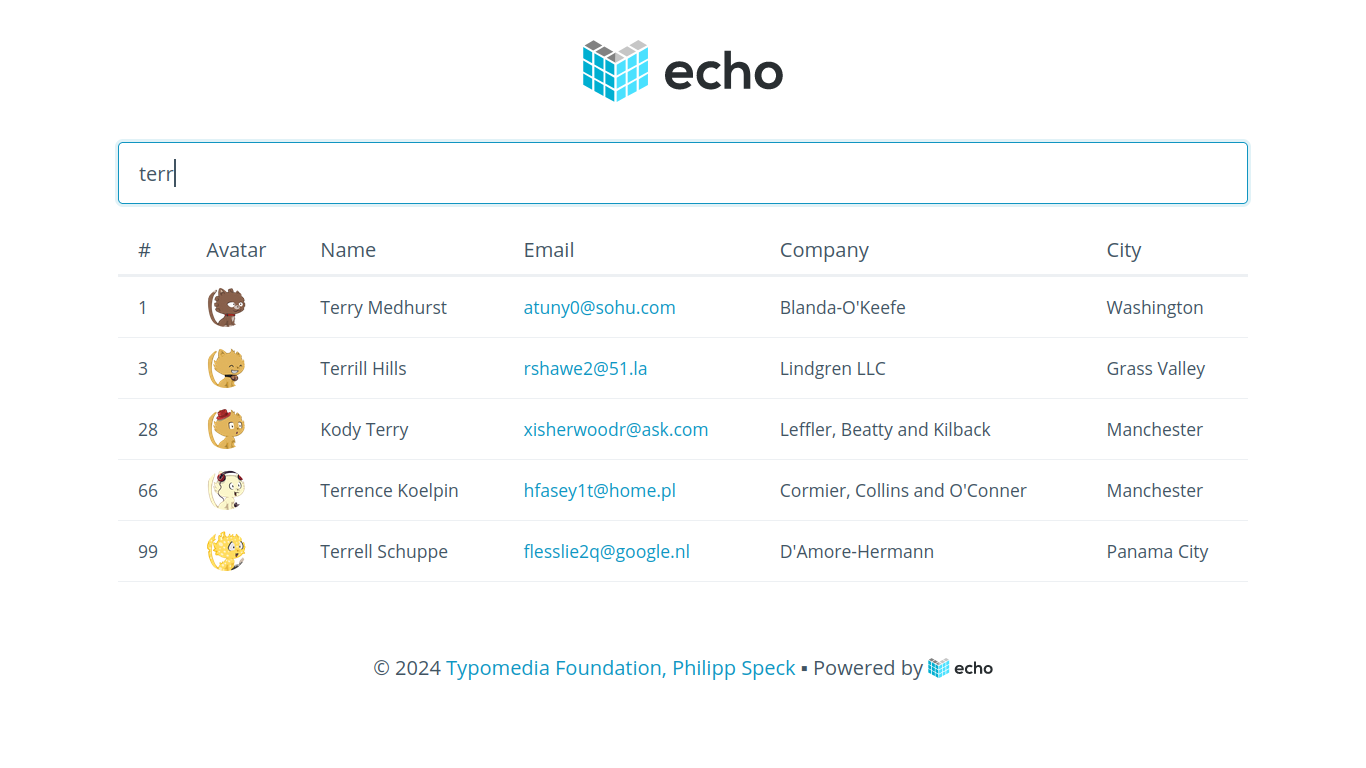 echo
terr
# Avatar Name Email Company City
1 Terry Medhurst atuny0@sohu.com Blanda-O'Keefe Washington
3 Terrill Hills rshawe2@51.la Lindgren LLC Grass Valley
28 Kody Terry xisherwoodr@ask.com Leffler, Beatty and Kilback Manchester
66 Terrence Koelpin hfasey1t@home.pl Cormier, Collins and O'Conner Manchester
99 Terrell Schuppe flesslie2q@google.nl D'Amore-Hermann Panama City
© 2024 Typomedia Foundation, Philipp Speck ▪ Powered by echo